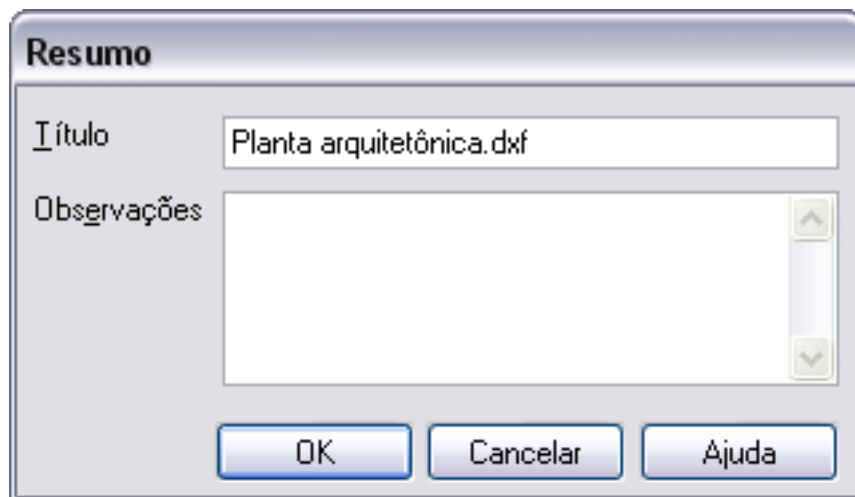 Resumo
Título
Planta arquitetônica.dxf
Observações
OK Cancelar Ajuda